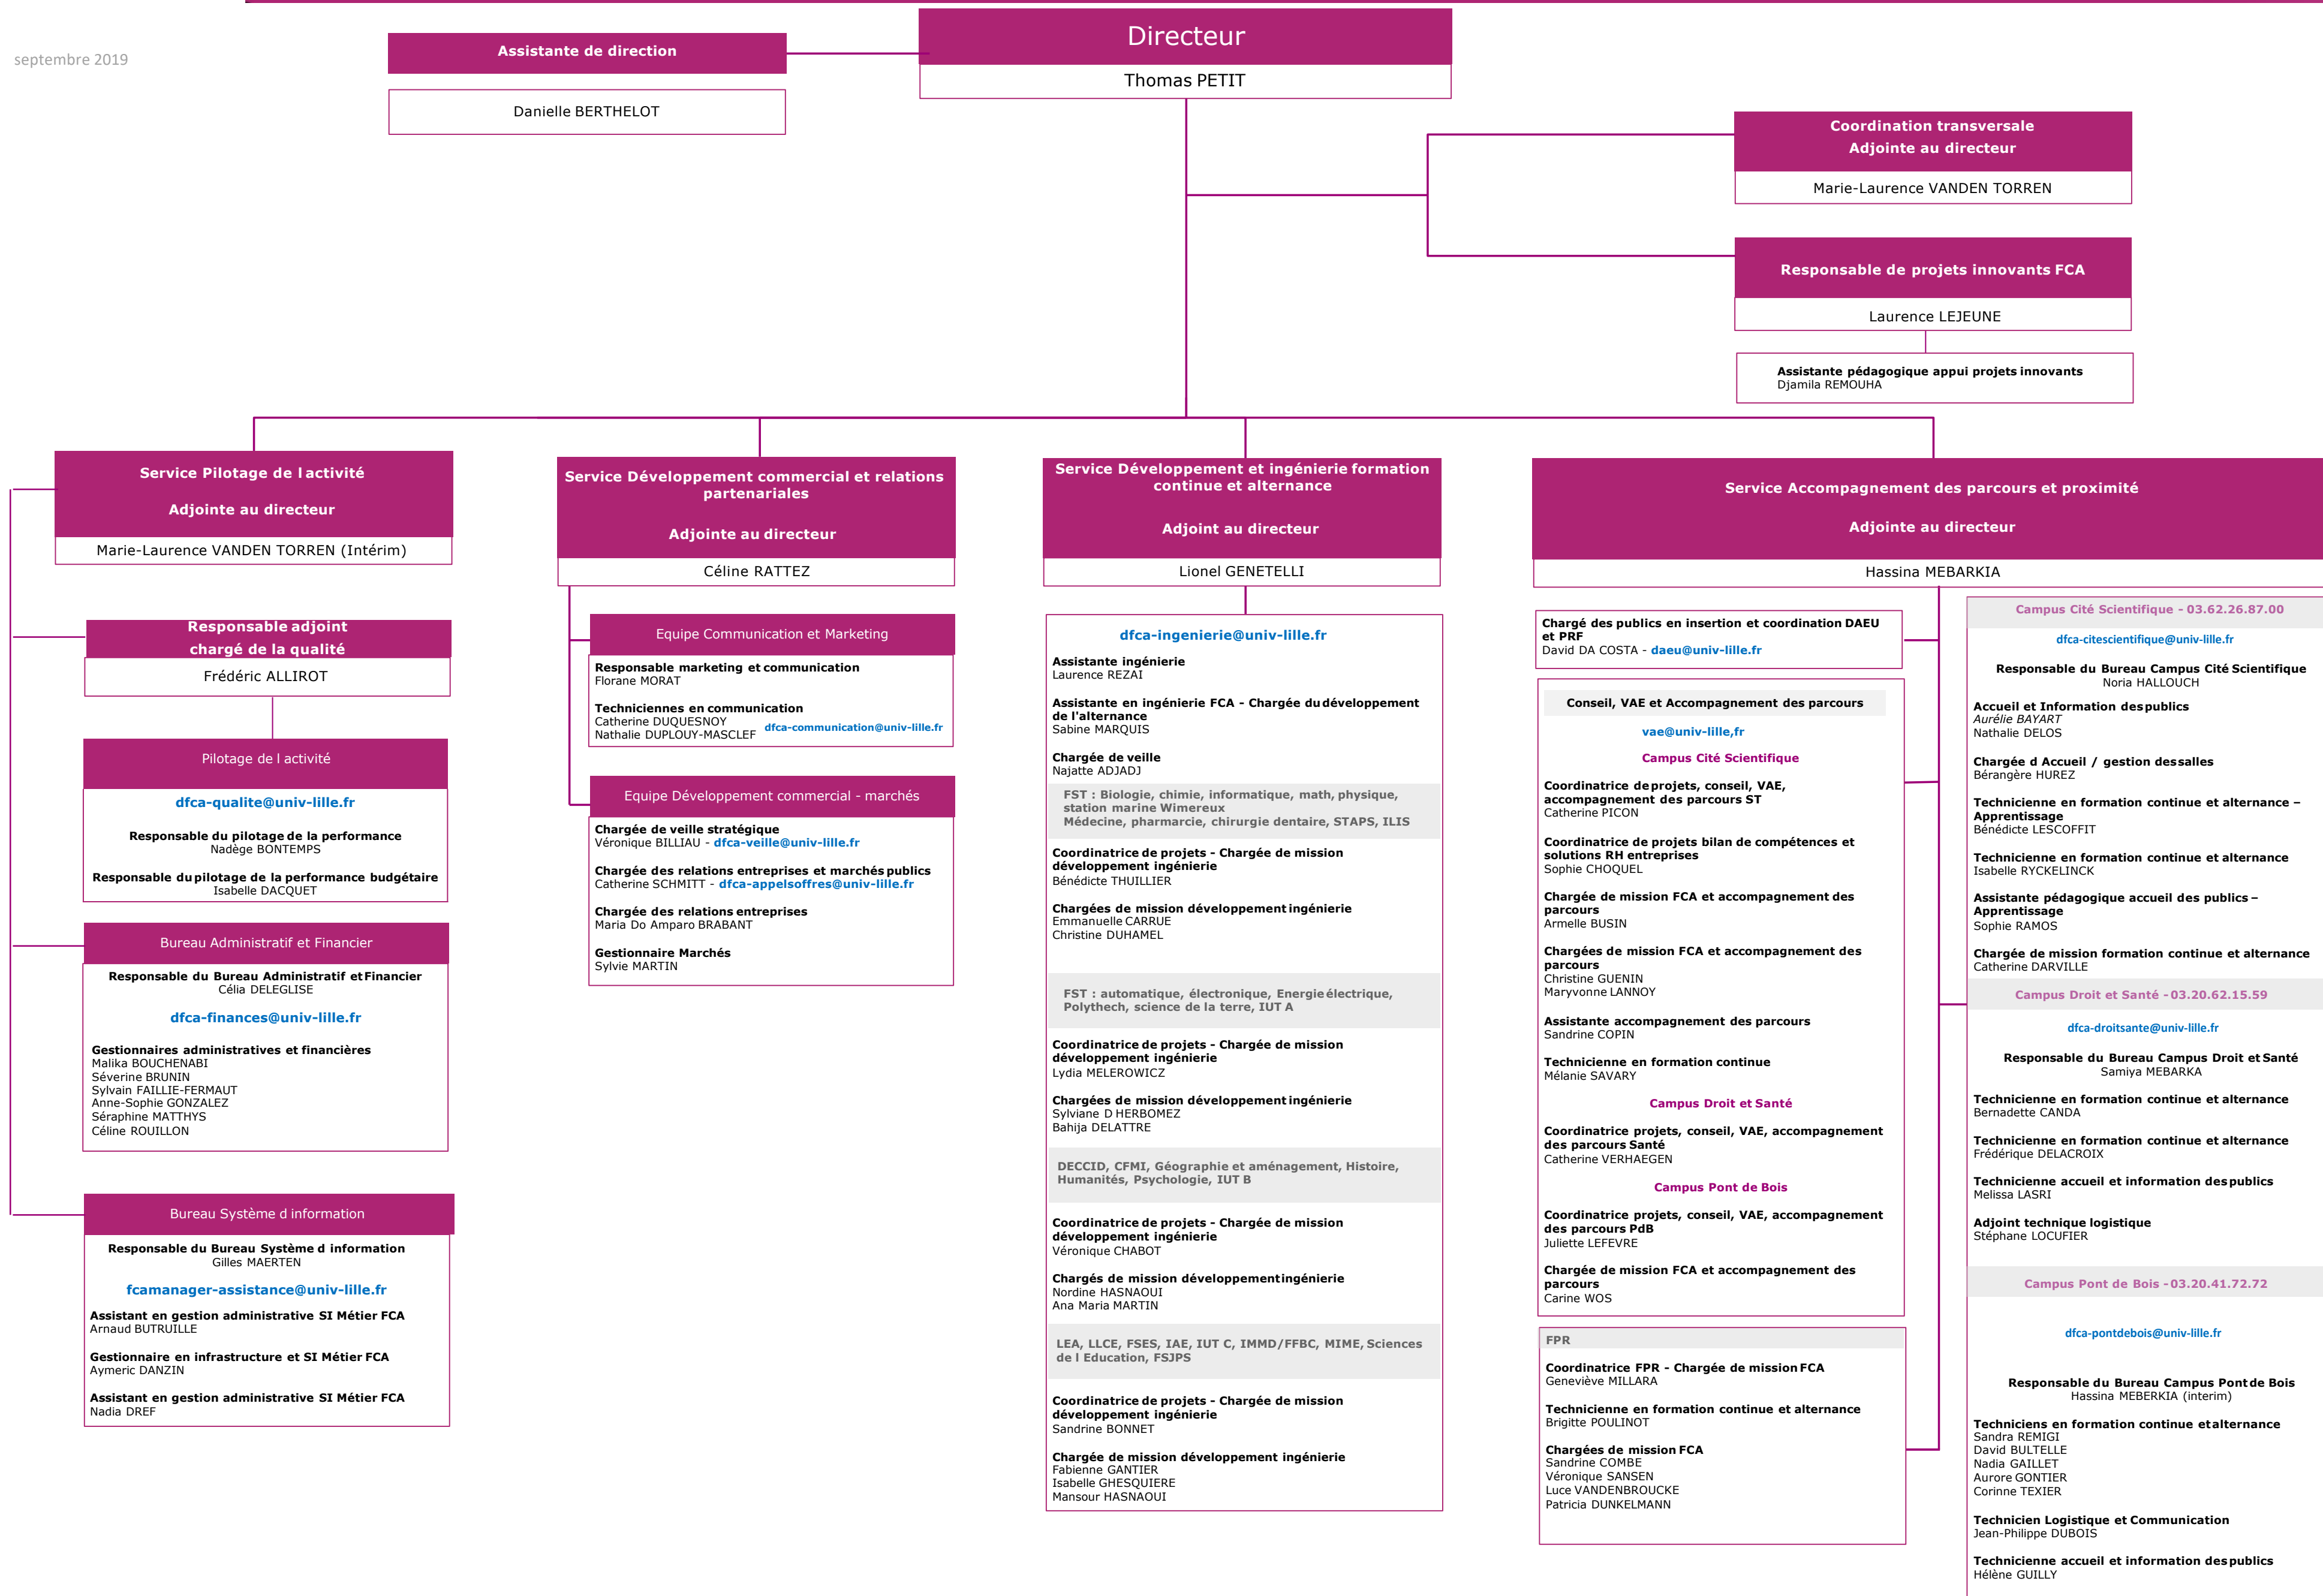 septembre 2019
Directeur
Thomas PETIT
Assistante de direction
Danielle BERTHELOT
Coordination transversale
Adjointe au directeur
Marie-Laurence VANDEN TORREN
Responsable de projets innovants FCA
Laurence LEJEUNE
Assistante pédagogique appui projets innovants
Djamila REMOUHA
Service Pilotage de l activité
Adjointe au directeur
Marie-Laurence VANDEN TORREN (Intérim)
Responsable adjoint
chargé de la qualité
Frédéric ALLIROT
Pilotage de l activité
dfca-qualite@univ-lille.fr
Responsable du pilotage de la performance
Nadège BONTEMPS
Responsable du pilotage de la performance budgétaire
Isabelle DACQUET
Bureau Administratif et Financier
Responsable du Bureau Administratif et Financier
Célia DELEGLISE
dfca-finances@univ-lille.fr
Gestionnaires administratives et financières
Malika BOUCHENABI
Séverine BRUNIN
Sylvain FAILLIE-FERMAUT
Anne-Sophie GONZALEZ
Séraphine MATTHYS
Céline ROUILLON
Bureau Système d information
Responsable du Bureau Système d information
Gilles MAERTEN
fcamanager-assistance@univ-lille.fr
Assistant en gestion administrative SI Métier FCA
Arnaud BUTRUILLE
Gestionnaire en infrastructure et SI Métier FCA
Aymeric DANZIN
Assistant en gestion administrative SI Métier FCA
Nadia DREF
Service Développement commercial et relations
partenariales
Adjointe au directeur
Céline RATTEZ
Equipe Communication et Marketing
Responsable marketing et communication
Florane MORAT
Techniciennes en communication
Catherine DUQUESNOY
Nathalie DUPLOUY-MASCLEF dfca-communication@univ-lille.fr
Equipe Développement commercial - marchés
Chargée de veille stratégique
Véronique BILLIAU - dfca-veille@univ-lille.fr
Chargée des relations entreprises et marchés publics
Catherine SCHMITT - dfca-appelsoffres@univ-lille.fr
Chargée des relations entreprises
Maria Do Amparo BRABANT
Gestionnaire Marchés
Sylvie MARTIN
Service Développement et ingénierie formation
continue et alternance
Adjoint au directeur
Lionel GENETELLI
dfca-ingenierie@univ-lille.fr
Assistante ingénierie
Laurence REZAI
Assistante en ingénierie FCA - Chargée du développement
de l'alternance
Sabine MARQUIS
Chargée de veille
Najatte ADJADJ
FST : Biologie, chimie, informatique, math, physique,
station marine Wimereux
Médecine, pharmarcie, chirurgie dentaire, STAPS, ILIS
Coordinatrice de projets - Chargée de mission
développement ingénierie
Bénédicte THUILLIER
Chargées de mission développement ingénierie
Emmanuelle CARRUE
Christine DUHAMEL
FST : automatique, électronique, Energie électrique,
Polytech, science de la terre, IUT A
Coordinatrice de projets - Chargée de mission
développement ingénierie
Lydia MELEROWICZ
Chargées de mission développement ingénierie
Sylviane D HERBOMEZ
Bahija DELATTRE
DECCID, CFMI, Géographie et aménagement, Histoire,
Humanités, Psychologie, IUT B
Coordinatrice de projets - Chargée de mission
développement ingénierie
Véronique CHABOT
Chargés de mission développement ingénierie
Nordine HASNAOUI
Ana Maria MARTIN
LEA, LLCE, FSES, IAE, IUT C, IMMD/FFBC, MIME, Sciences
de l Education, FSJPS
Coordinatrice de projets - Chargée de mission
développement ingénierie
Sandrine BONNET
Chargée de mission développement ingénierie
Fabienne GANTIER
Isabelle GHESQUIERE
Mansour HASNAOUI
Service Accompagnement des parcours et proximité
Adjointe au directeur
Hassina MEBARKIA
Chargé des publics en insertion et coordination DAEU
et PRF
David DA COSTA - daeu@univ-lille.fr
Conseil, VAE et Accompagnement des parcours
vae@univ-lille,fr
Campus Cité Scientifique
Coordinatrice de projets, conseil, VAE,
accompagnement des parcours ST
Catherine PICON
Coordinatrice de projets bilan de compétences et
solutions RH entreprises
Sophie CHOQUEL
Chargée de mission FCA et accompagnement des
parcours
Armelle BUSIN
Chargées de mission FCA et accompagnement des
parcours
Christine GUENIN
Maryvonne LANNOY
Assistante accompagnement des parcours
Sandrine COPIN
Technicienne en formation continue
Mélanie SAVARY
Campus Droit et Santé
Coordinatrice projets, conseil, VAE, accompagnement
des parcours Santé
Catherine VERHAEGEN
Campus Pont de Bois
Coordinatrice projets, conseil, VAE, accompagnement
des parcours PdB
Juliette LEFEVRE
Chargée de mission FCA et accompagnement des
parcours
Carine WOS
FPR
Coordinatrice FPR - Chargée de mission FCA
Geneviève MILLARA
Technicienne en formation continue et alternance
Brigitte POULINOT
Chargées de mission FCA
Sandrine COMBE
Véronique SANSEN
Luce VANDENBROUCKE
Patricia DUNKELMANN
Campus Cité Scientifique - 03.62.26.87.00
dfca-citescientifique@univ-lille.fr
Responsable du Bureau Campus Cité Scientifique
Noria HALLOUCH
Accueil et Information des publics
Aurélie BAYART
Nathalie DELOS
Chargée d Accueil / gestion des salles
Bérangère HUREZ
Technicienne en formation continue et alternance –
Apprentissage
Bénédicte LESCOFFIT
Technicienne en formation continue et alternance
Isabelle RYCKELINCK
Assistante pédagogique accueil des publics –
Apprentissage
Sophie RAMOS
Chargée de mission formation continue et alternance
Catherine DARVILLE
Campus Droit et Santé - 03.20.62.15.59
dfca-droitsante@univ-lille.fr
Responsable du Bureau Campus Droit et Santé
Samiya MEBARKA
Technicienne en formation continue et alternance
Bernadette CANDA
Technicienne en formation continue et alternance
Frédérique DELACROIX
Technicienne accueil et information des publics
Melissa LASRI
Adjoint technique logistique
Stéphane LOCUFIER
Campus Pont de Bois - 03.20.41.72.72
dfca-pontdebois@univ-lille.fr
Responsable du Bureau Campus Pont de Bois
Hassina MEBERKIA (interim)
Techniciens en formation continue et alternance
Sandra REMIGI
David BULTELLE
Nadia GAILLET
Aurore GONTIER
Corinne TEXIER
Technicien Logistique et Communication
Jean-Philippe DUBOIS
Technicienne accueil et information des publics
Hélène GUILLY